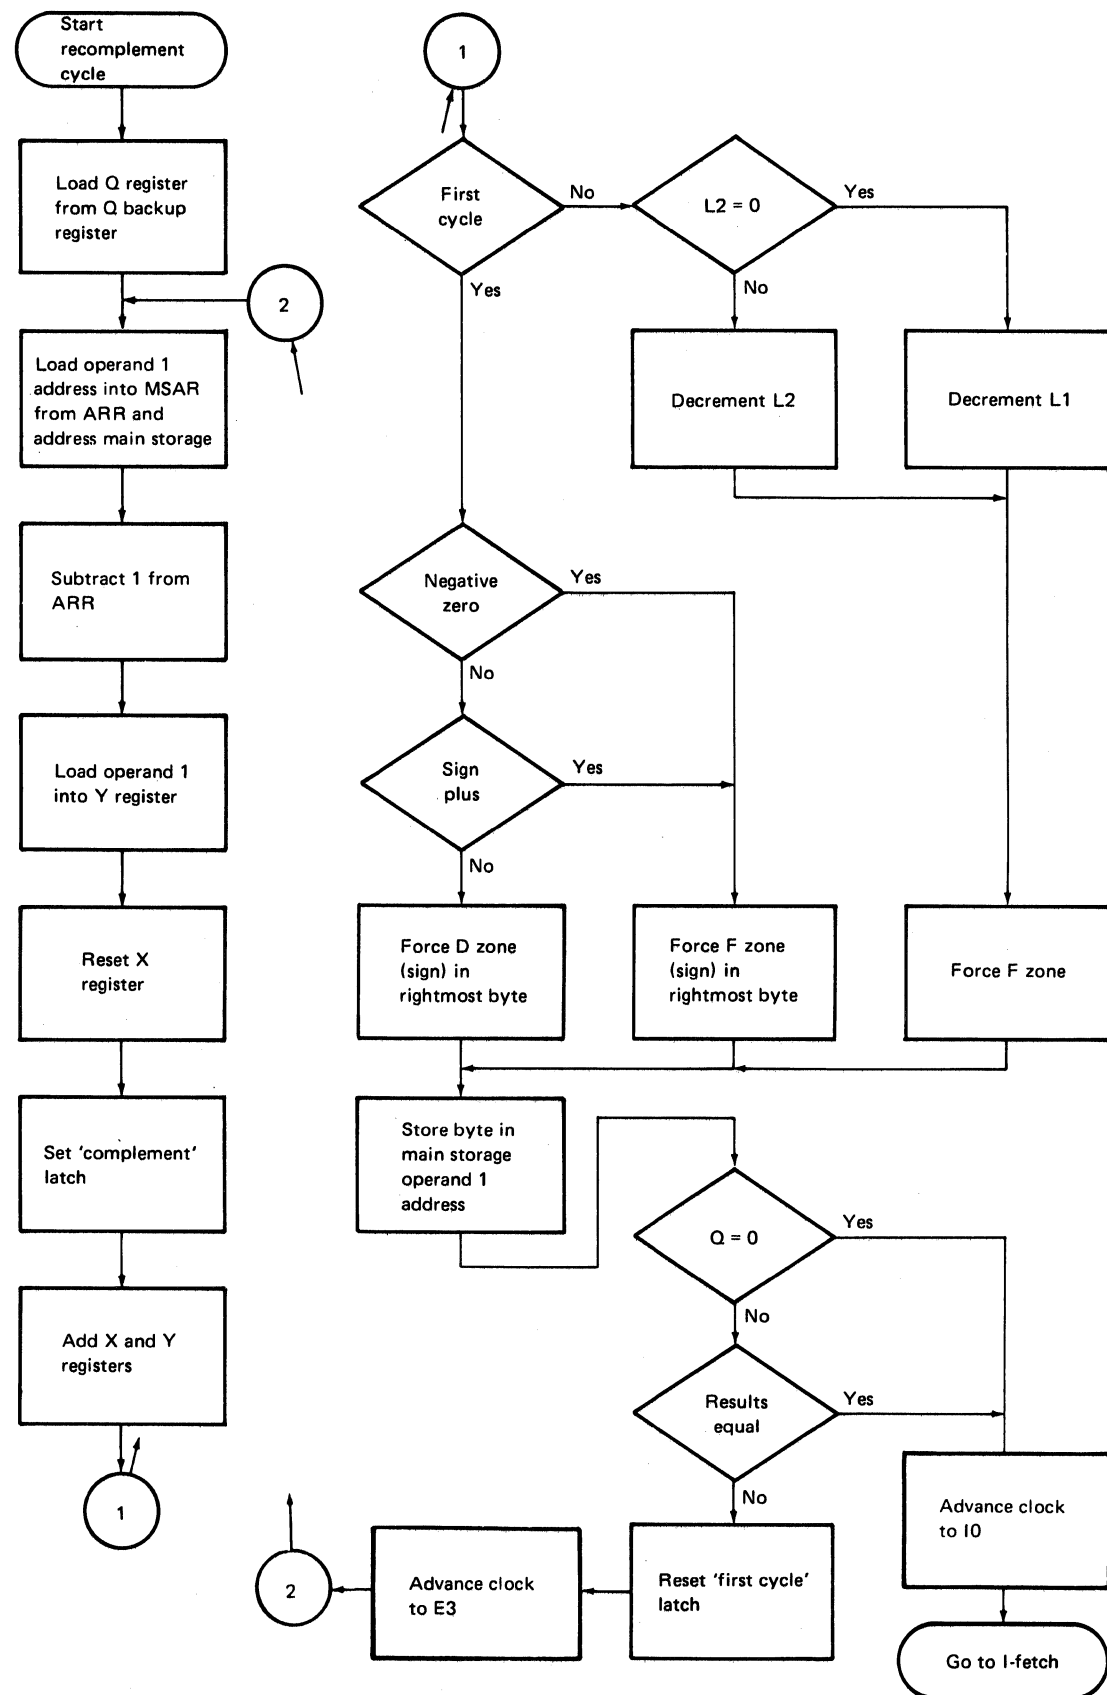 Start
recomplement
cycle
Load Q register
from Q backup
register
2
Load operand 1
address into MSAR
from ARR and
address main storage
Subtract 1 from
ARR
Load operand 1
into Y register
Reset X
register
Set 'complement'
latch
Add X and Y
registers
1
1
First
cycle
No
Yes
L2 = 0
Yes
No
Decrement L2
Decrement L1
Negative
zero
Yes
No
Sign
plus
Yes
No
Force D zone
(sign) in
rightmost byte
Force F zone
(sign) in
rightmost byte
Force F zone
Store byte in
main storage
operand 1
address
Q = 0
Yes
No
Results
equal
Yes
No
Reset 'first cycle'
latch
Advance clock
to E3
2
Advance clock
to I0
Go to I-fetch